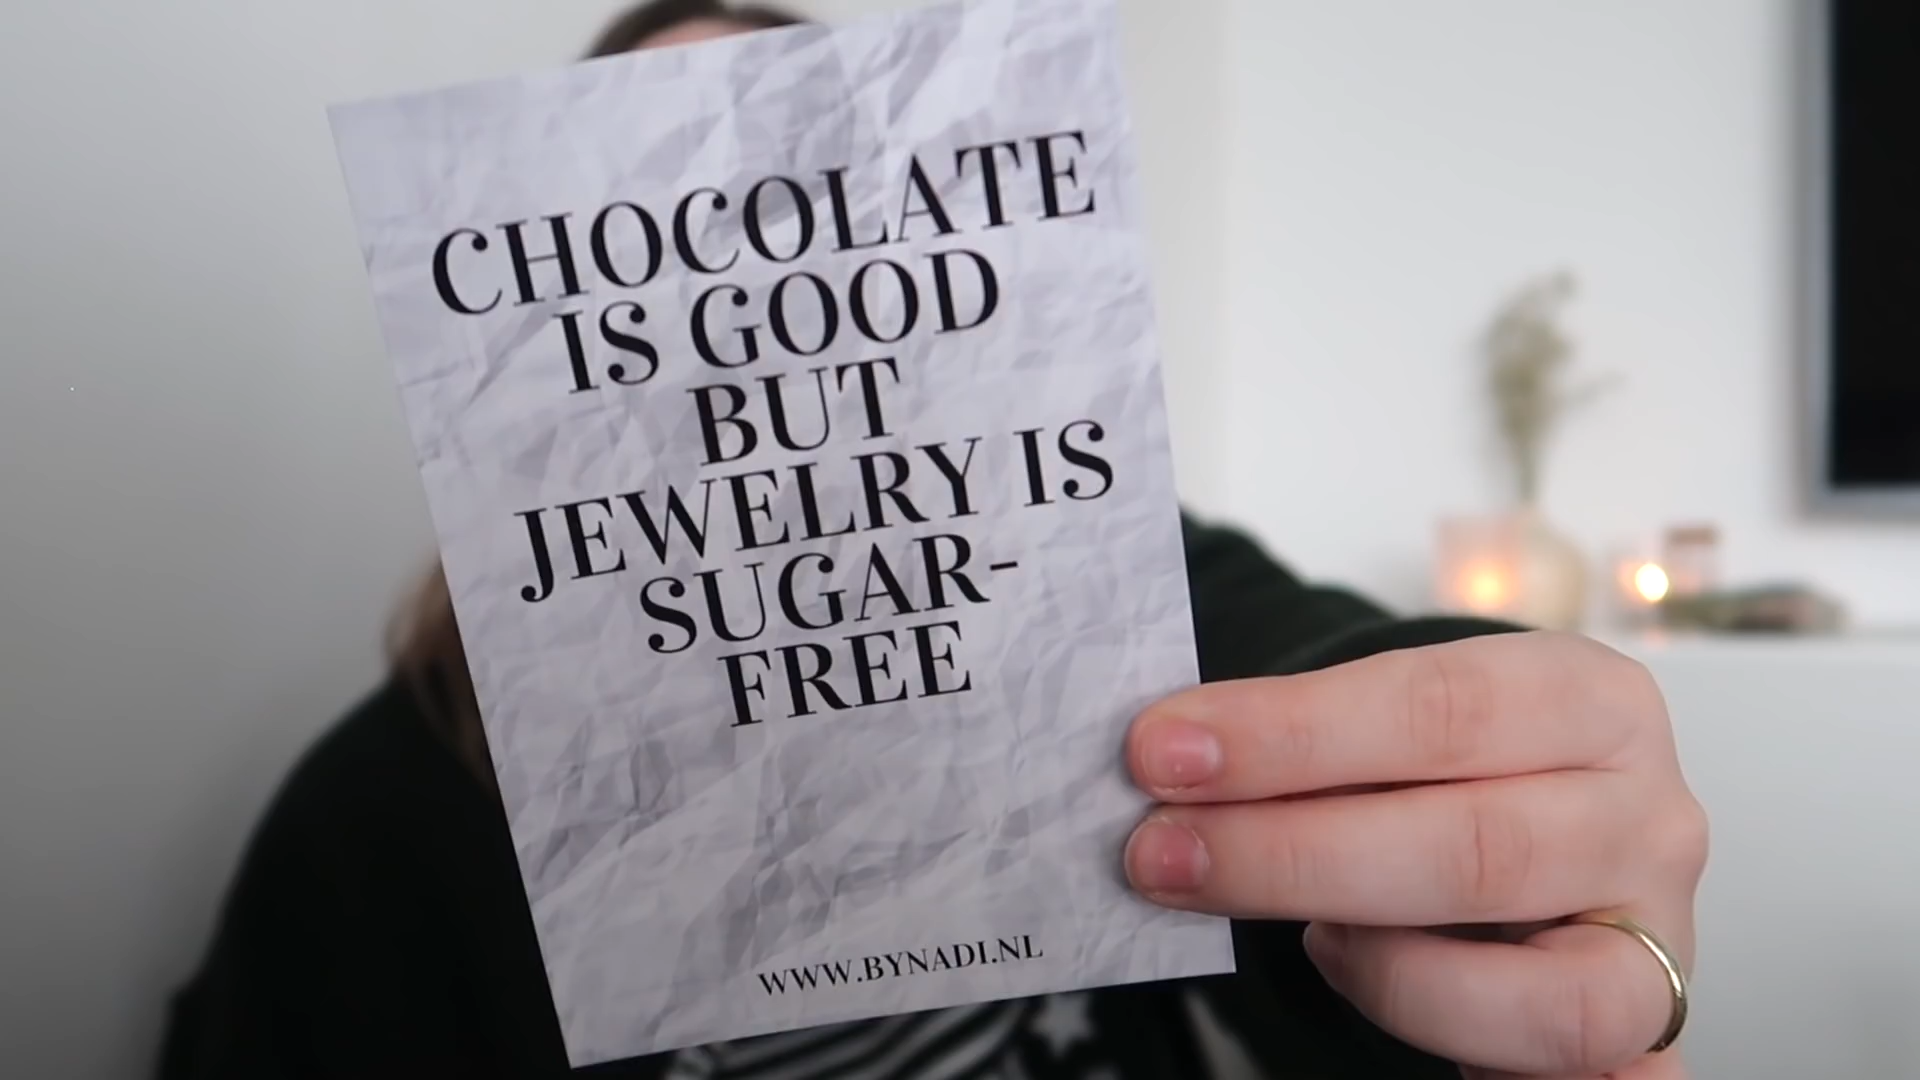 CHOCOLATE
IS GOOD
BUT
JEWELRY IS
SUGAR-
FREE
WWW.BYNADI.NL